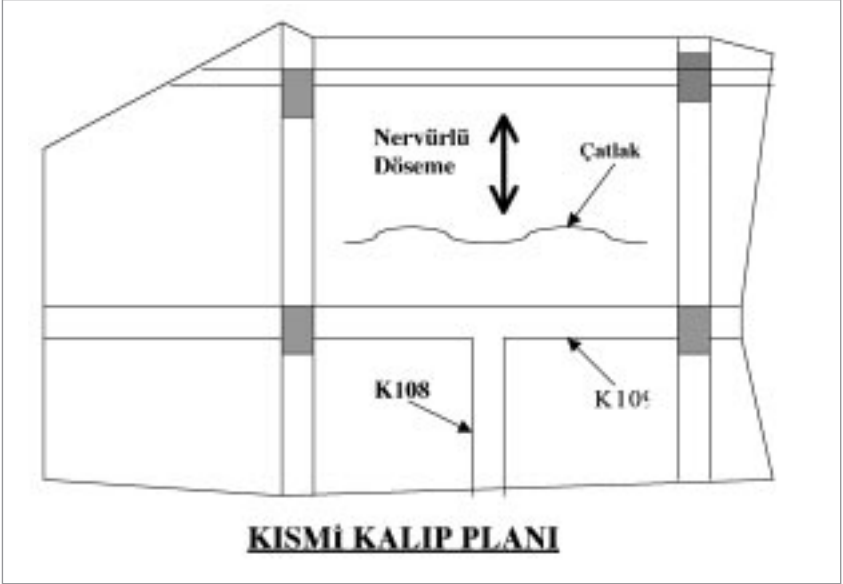 Nervürlü
Döseme
Çatlak
K108
KISMİ KALIP PLANI